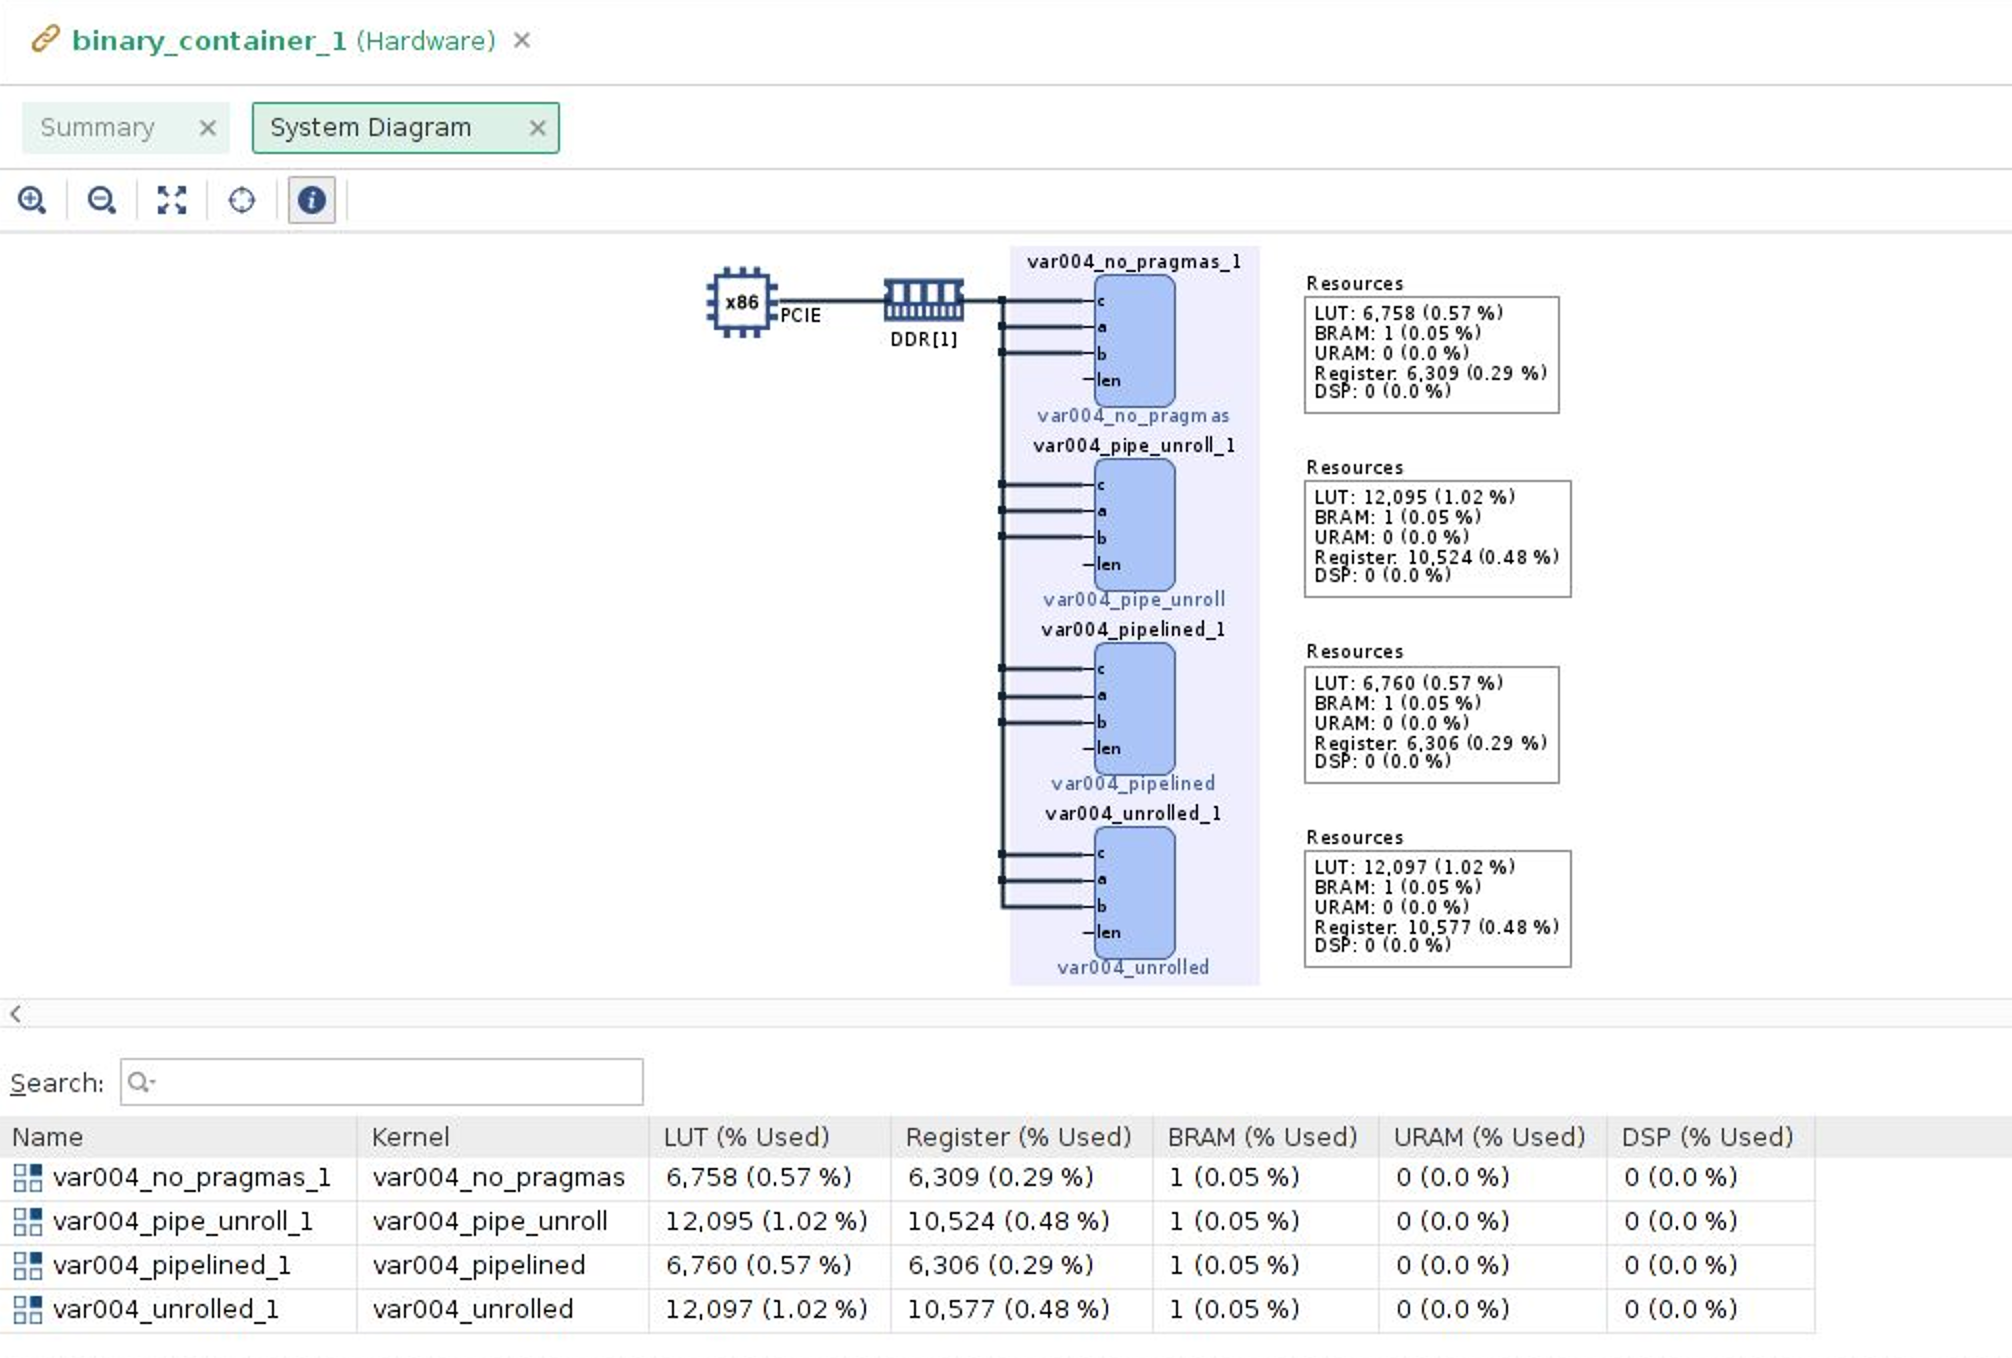 binary_container_1 (Hardware)
Summary
System Diagram
x86
PCIE
DDR[1]
var004_no_pragmas_1
c
a
b
len
var004_no_pragmas
Resources
LUT: 6,758 (0.57 %)
BRAM: 1 (0.05 %)
URAM: 0 (0.0 %)
Register: 6,309 (0.29 %)
DSP: 0 (0.0 %)
var004_pipe_unroll_1
c
a
b
len
var004_pipe_unroll
Resources
LUT: 12,095 (1.02 %)
BRAM: 1 (0.05 %)
URAM: 0 (0.0 %)
Register: 10,524 (0.48 %)
DSP: 0 (0.0 %)
var004_pipelined_1
c
a
b
len
var004_pipelined
Resources
LUT: 6,760 (0.57 %)
BRAM: 1 (0.05 %)
URAM: 0 (0.0 %)
Register: 6,306 (0.29 %)
DSP: 0 (0.0 %)
var004_unrolled_1
c
a
b
len
var004_unrolled
Resources
LUT: 12,097 (1.02 %)
BRAM: 1 (0.05 %)
URAM: 0 (0.0 %)
Register: 10,577 (0.48 %)
DSP: 0 (0.0 %)
Search:
Name Kernel LUT (% Used) Register (% Used) BRAM (% Used) URAM (% Used) DSP (% Used)
var004_no_pragmas_1 var004_no_pragmas 6,758 (0.57 %) 6,309 (0.29 %) 1 (0.05 %) 0 (0.0 %) 0 (0.0 %)
var004_pipe_unroll_1 var004_pipe_unroll 12,095 (1.02 %) 10,524 (0.48 %) 1 (0.05 %) 0 (0.0 %) 0 (0.0 %)
var004_pipelined_1 var004_pipelined 6,760 (0.57 %) 6,306 (0.29 %) 1 (0.05 %) 0 (0.0 %) 0 (0.0 %)
var004_unrolled_1 var004_unrolled 12,097 (1.02 %) 10,577 (0.48 %) 1 (0.05 %) 0 (0.0 %) 0 (0.0 %)